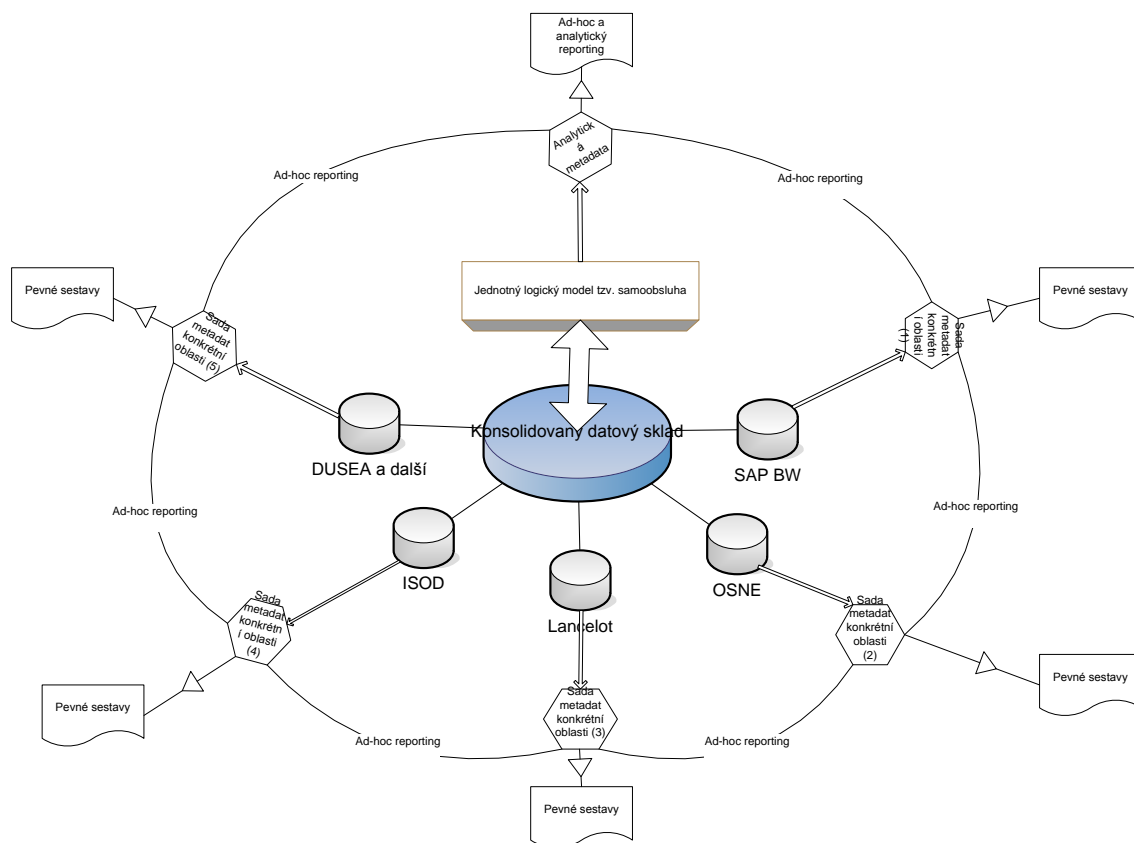 Ad-hoc a
analytický
reporting
Analytick
á
metadata
Ad-hoc reporting
Ad-hoc reporting
Pevné sestavy
Jednotný logický model tzv. samoobsluha
Pevné sestavy
Sada
metadat
konkrétní
oblasti (5)
Sada
metadat
konkrétn
í oblasti
(1)
Konsolidovaný datový sklad
DUSEA a další
SAP BW
Ad-hoc reporting
Ad-hoc reporting
ISOD
OSNE
Lancelot
Sada
metadat
konkrétn
í oblasti
(4)
Sada
metadat
konkrétní
oblasti
(2)
Pevné sestavy
Sada
metadat
konkrétní
oblasti (3)
Pevné sestavy
Ad-hoc reporting
Ad-hoc reporting
Pevné sestavy